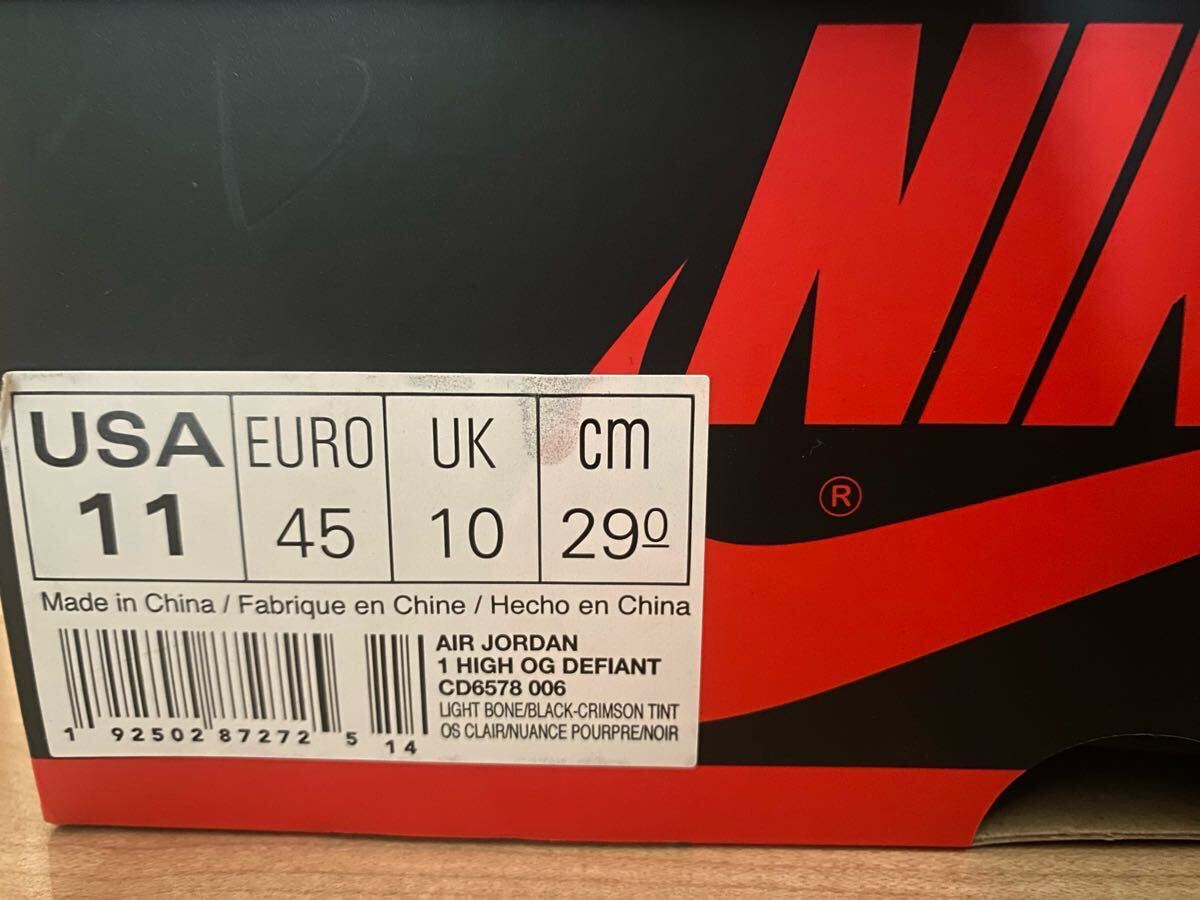 NIK
®
USA EURO UK cm
11 45 10 290
Made in China / Fabrique en Chine / Hecho en China
AIR JORDAN
1 HIGH OG DEFIANT
CD6578 006
LIGHT BONE/BLACK-CRIMSON TINT
OS CLAIR/NUANCE POURPRE/NOIR
1 92502 87272 5 14